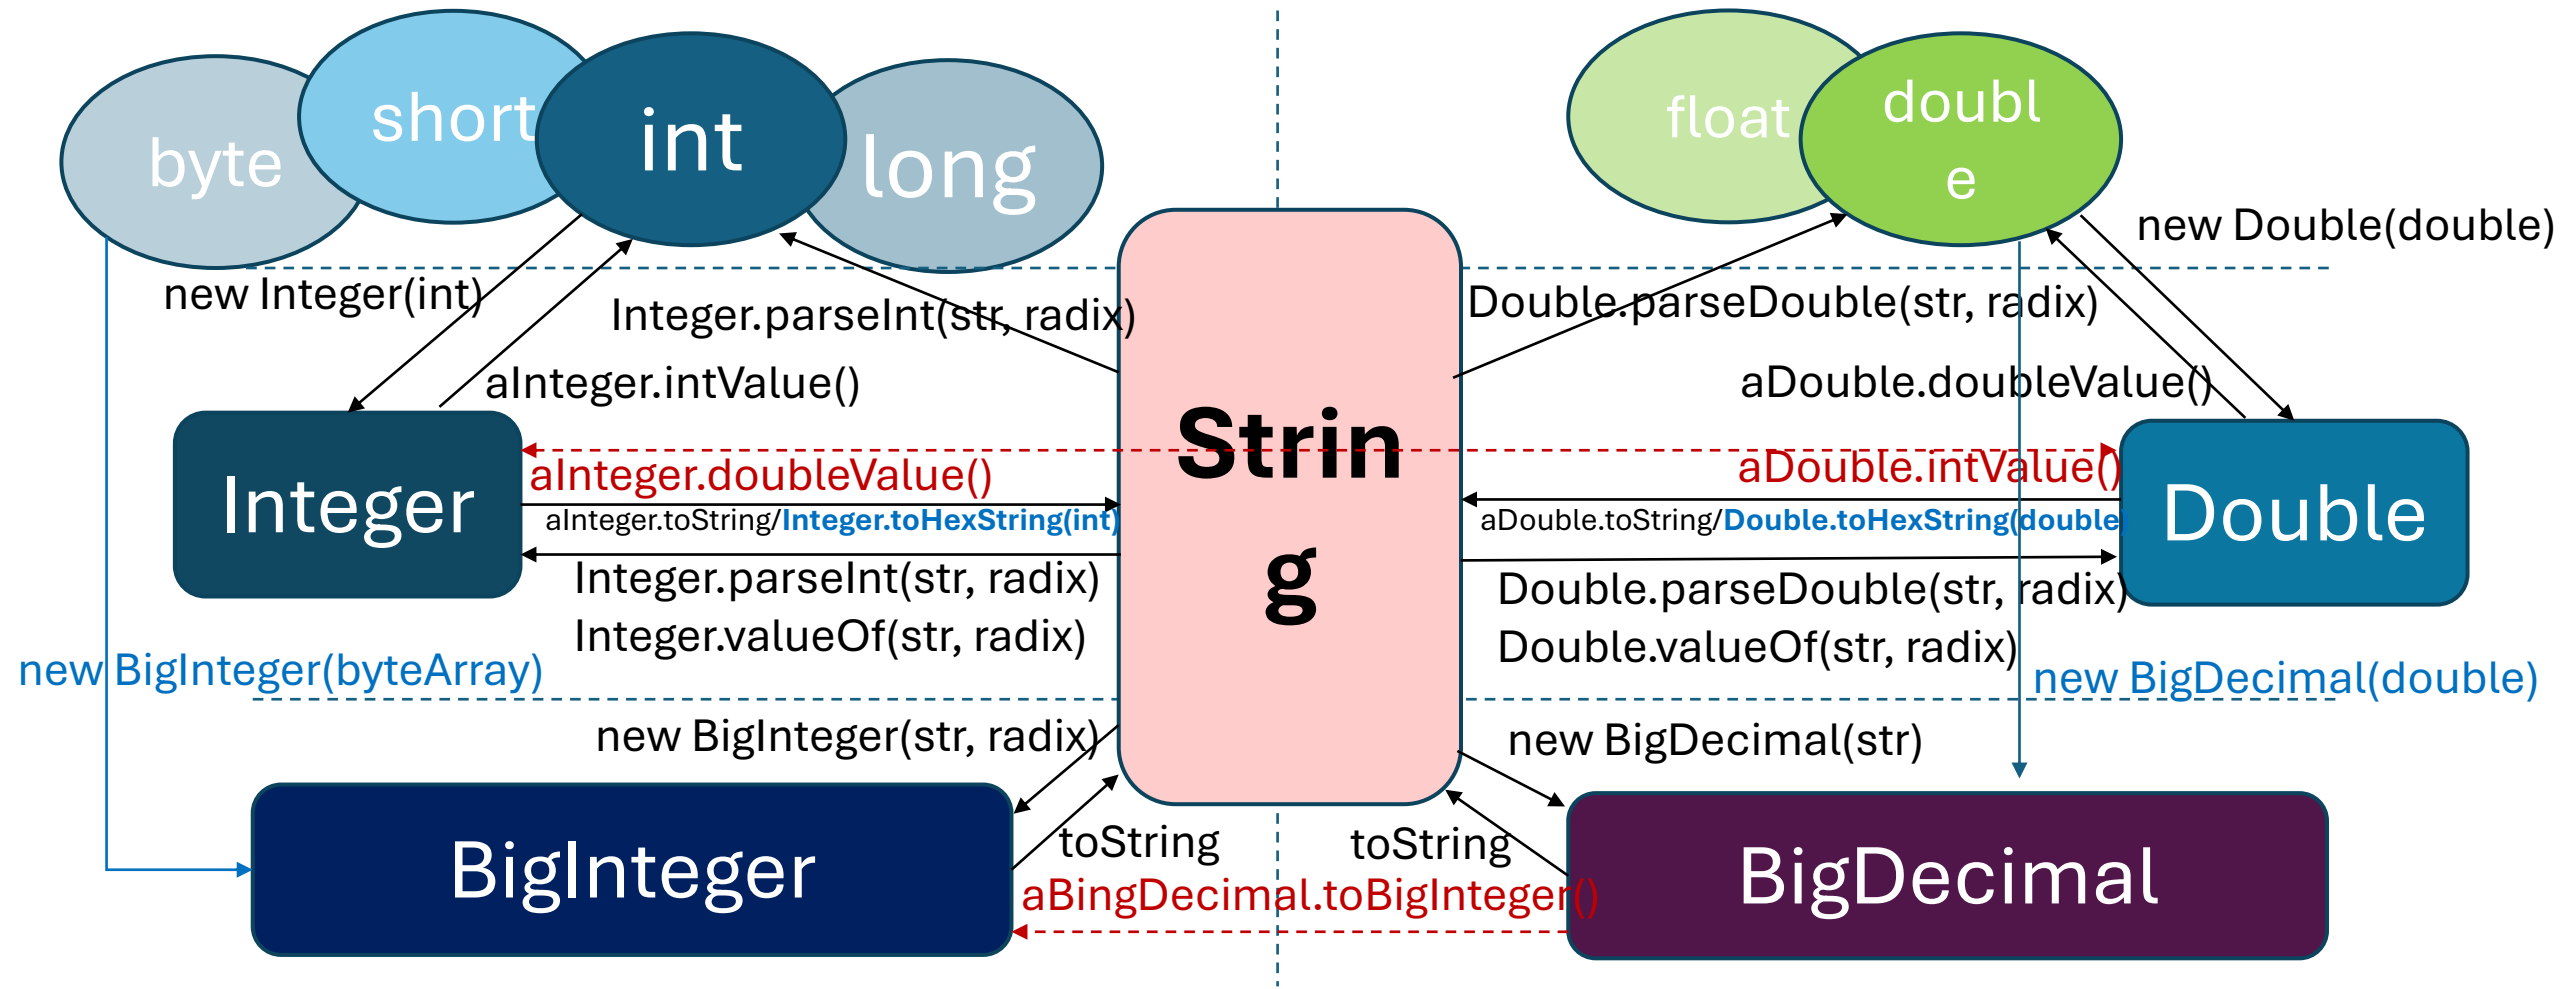 byte
short
int
long
float
doubl
e
new Double(double)
new Integer(int)
Integer.parseInt(str, radix)
Double.parseDouble(str, radix)
aInteger.intValue()
aDouble.doubleValue()
Strin
g
Integer
aInteger.doubleValue()
aInteger.toString/Integer.toHexString(int)
Integer.parseInt(str, radix)
Integer.valueOf(str, radix)
aDouble.intValue()
aDouble.toString/Double.toHexString(double
Double.parseDouble(str, radix)
Double.valueOf(str, radix)
Double
new BigInteger(byteArray)
new BigDecimal(double)
new BigInteger(str, radix)
new BigDecimal(str)
toString
toString
aBingDecimal.toBigInteger()
BigInteger
BigDecimal